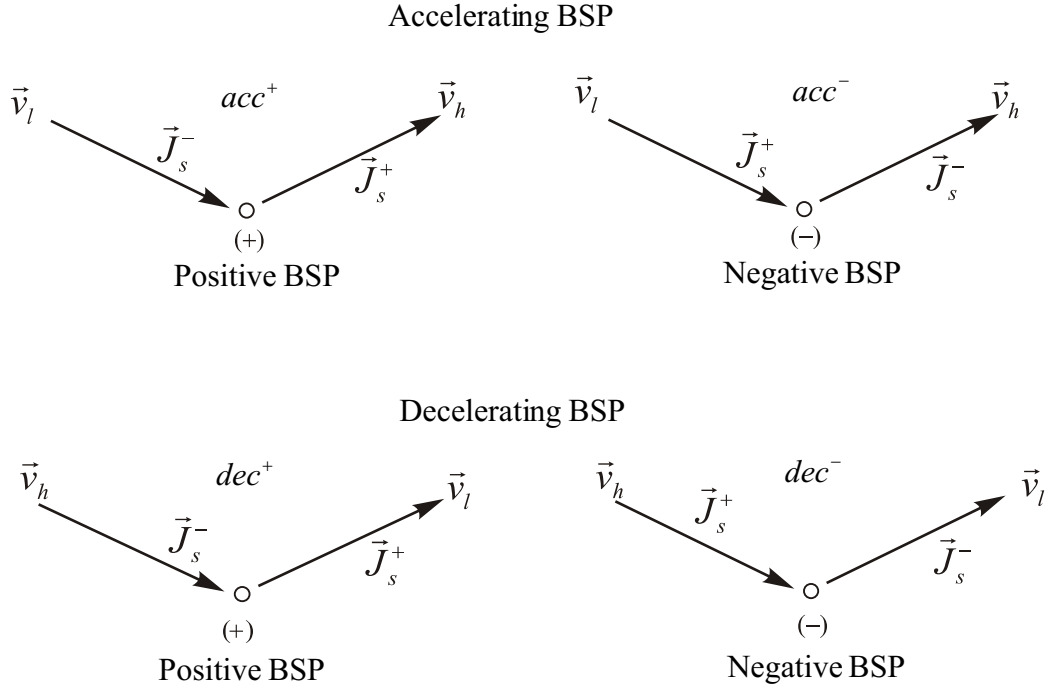 Accelerating BSP
v⃗_l acc⁺ v⃗_h
J⃗_s⁻ J⃗_s⁺
(+)
Positive BSP
v⃗_l acc⁻ v⃗_h
J⃗_s⁺ J⃗_s⁻
(−)
Negative BSP
Decelerating BSP
v⃗_h dec⁺ v⃗_l
J⃗_s⁻ J⃗_s⁺
(+)
Positive BSP
v⃗_h dec⁻ v⃗_l
J⃗_s⁺ J⃗_s⁻
(−)
Negative BSP